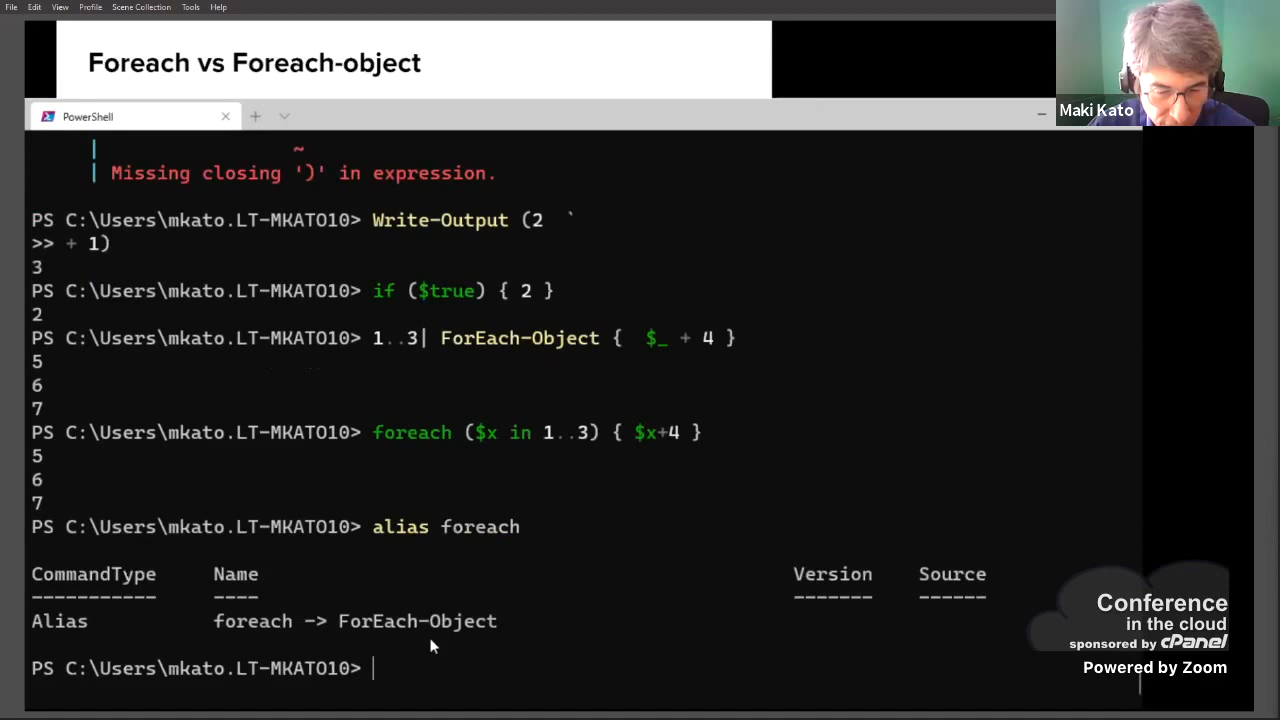 File Edit View Profile Scene Collection Tools Help
Foreach vs Foreach-object
Maki Kato
PowerShell
~
Missing closing ')' in expression.
PS C:\Users\mkato.LT-MKATO10> Write-Output (2  `
>> + 1)
3
PS C:\Users\mkato.LT-MKATO10> if ($true) { 2 }
2
PS C:\Users\mkato.LT-MKATO10> 1..3| ForEach-Object {  $_ + 4 }
5
6
7
PS C:\Users\mkato.LT-MKATO10> foreach ($x in 1..3) { $x+4 }
5
6
7
PS C:\Users\mkato.LT-MKATO10> alias foreach
CommandType Name Version Source
----------- ---- ------- ------
Alias foreach -> ForEach-Object
PS C:\Users\mkato.LT-MKATO10>
Conference
in the cloud
sponsored by cPanel
Powered by Zoom